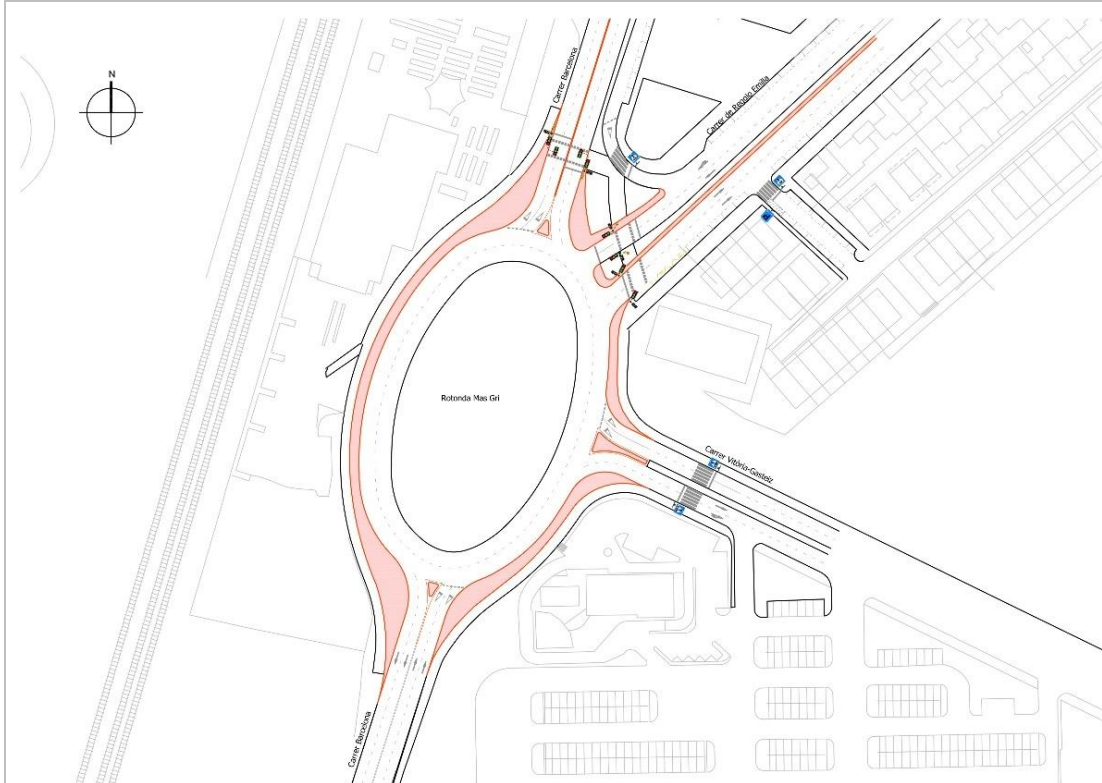 N
Carrer Barcelona
Carrer de Reggio Emilia
Rotonda Mas Gri
Carrer Vitòria-Gasteiz
Carrer Barcelona